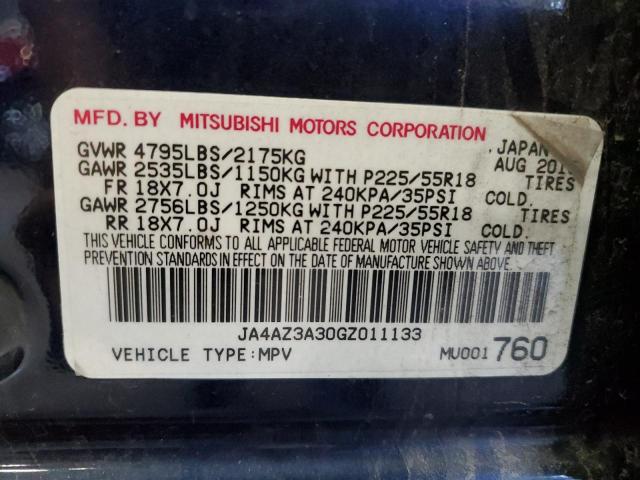 MFD. BY MITSUBISHI MOTORS CORPORATION
GVWR 4795LBS/2175KG , JAPAN
GAWR 2535LBS/1150KG WITH P225/55R18 TIRES AUG
FR 18X7.0J RIMS AT 240KPA/35PSI COLD.
GAWR 2756LBS/1250KG WITH P225/55R18 TIRES
RR 18X7.0J RIMS AT 240KPA/35PSI COLD.
THIS VEHICLE CONFORMS TO ALL APPLICABLE FEDERAL MOTOR VEHICLE SAFETY AND THEFT
PREVENTION STANDARDS IN EFFECT ON THE DATE OF MANUFACTURE SHOWN ABOVE.
JA4AZ3A30GZ011133
VEHICLE TYPE:MPV MU001 760